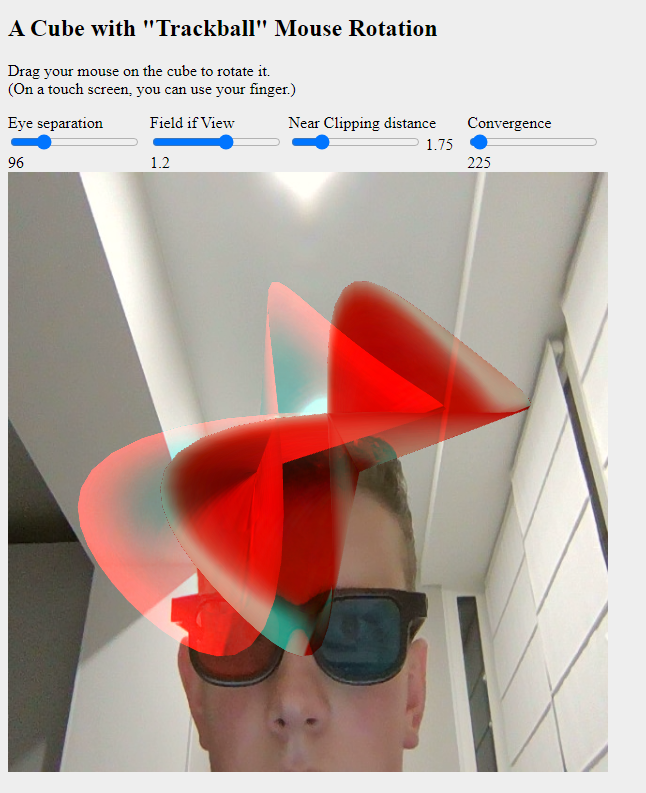 A Cube with "Trackball" Mouse Rotation
Drag your mouse on the cube to rotate it.
(On a touch screen, you can use your finger.)
Eye separation Field if View Near Clipping distance Convergence
1.75
96 1.2 225